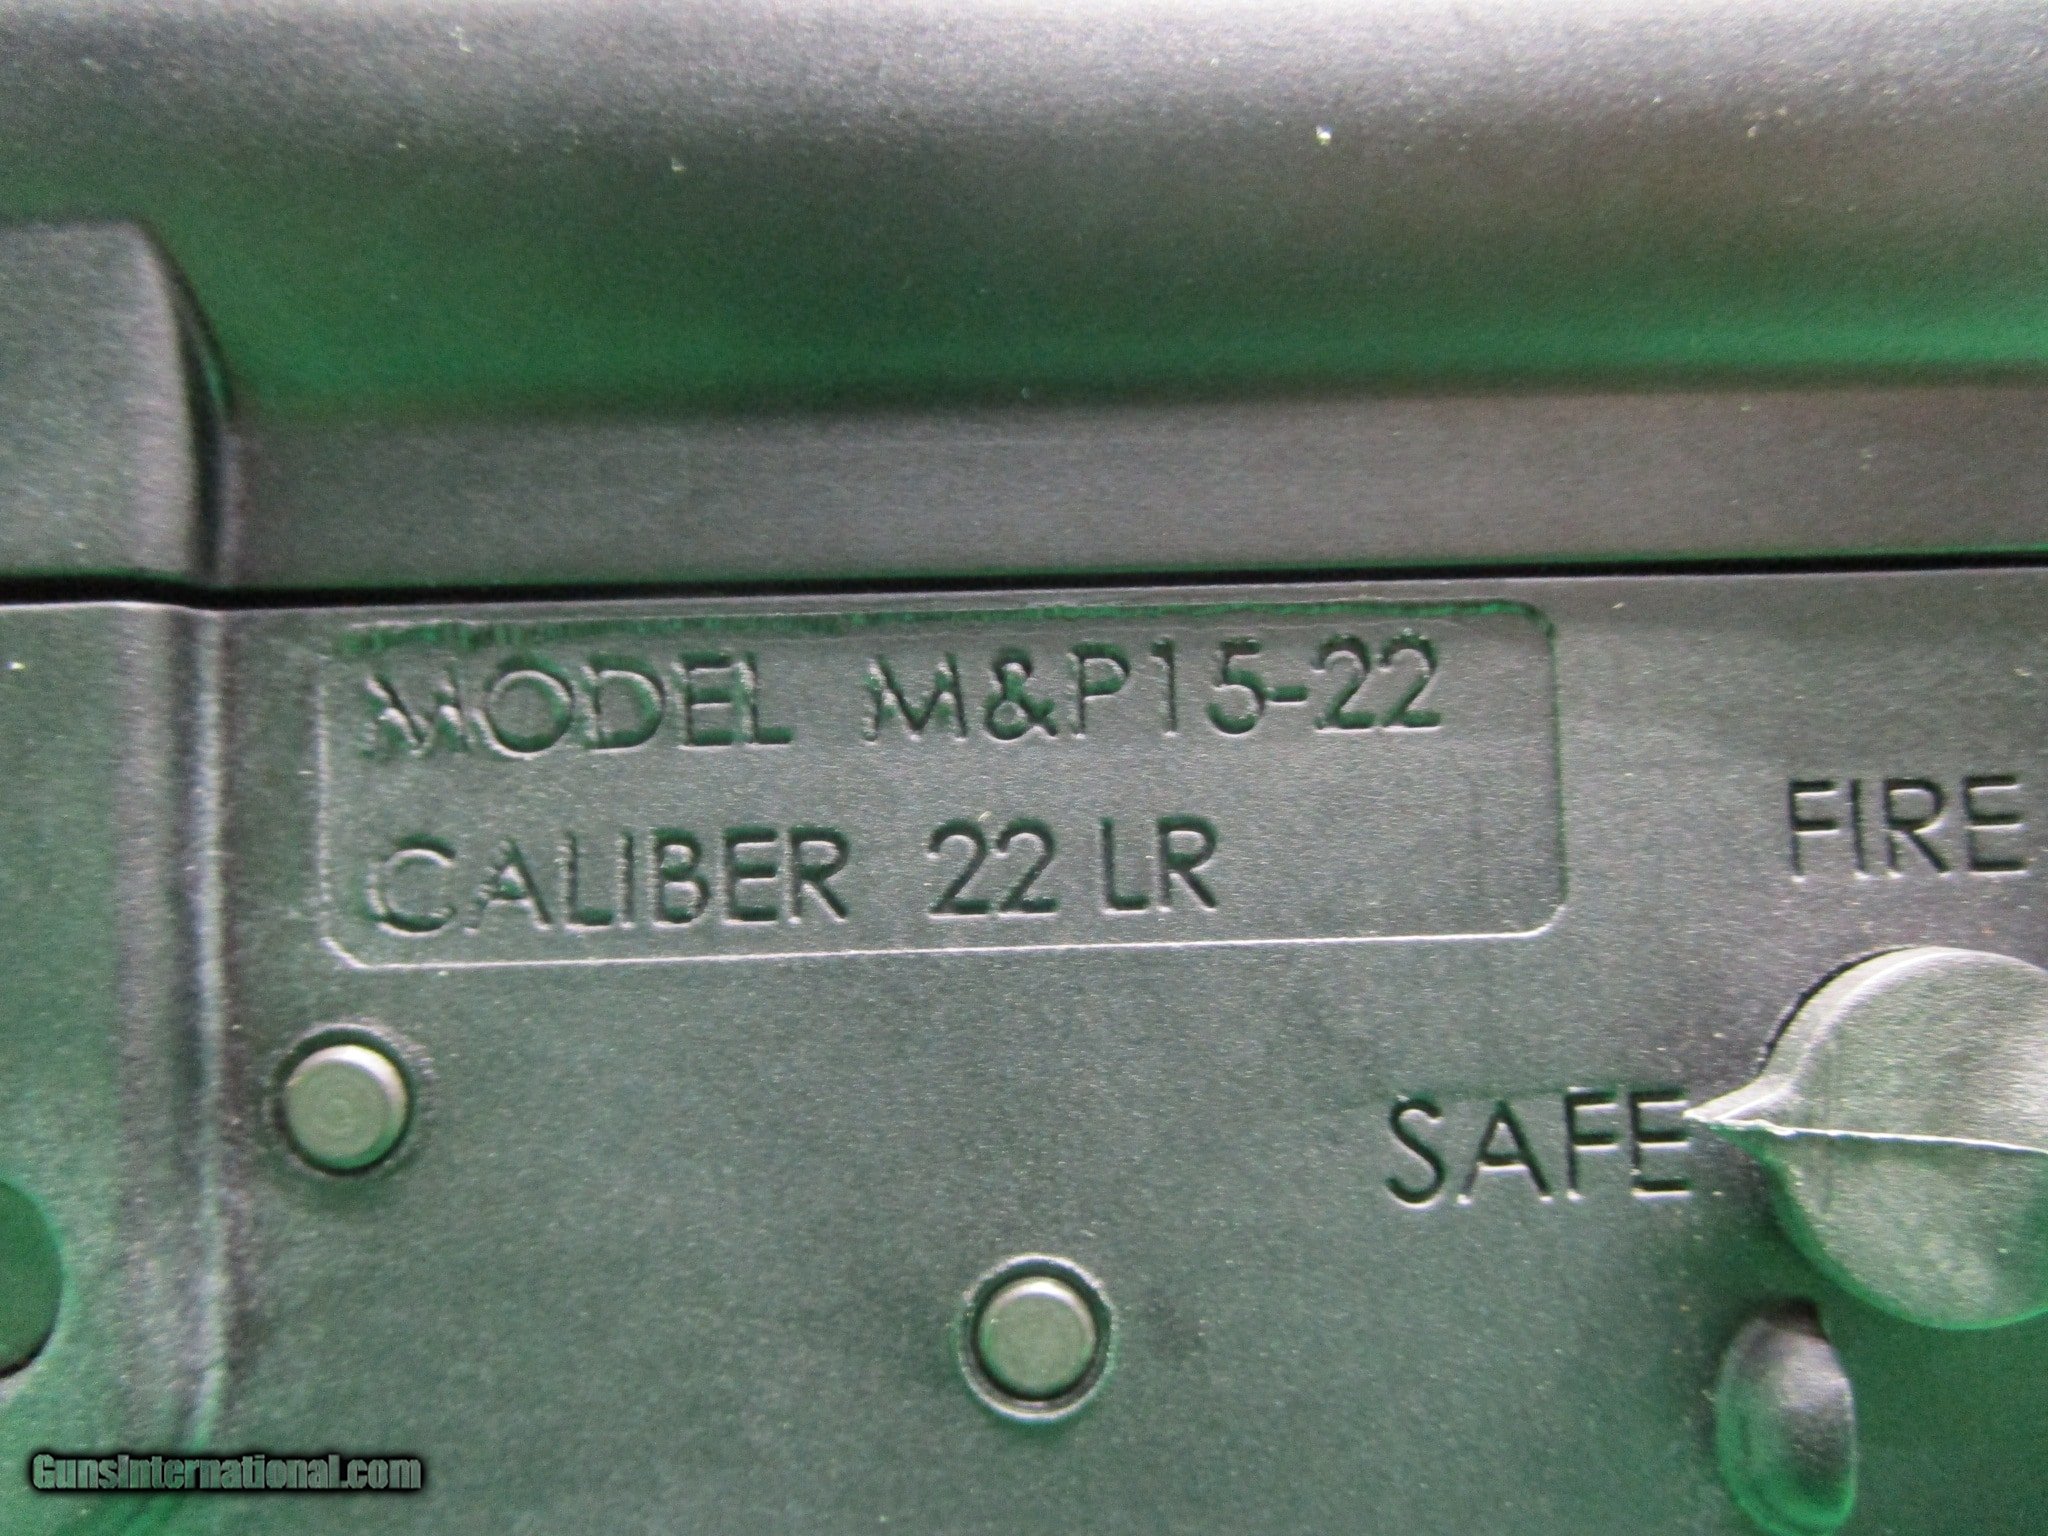 MODEL M&P15-22
CALIBER 22 LR
FIRE
SAFE
GunsInternational.com